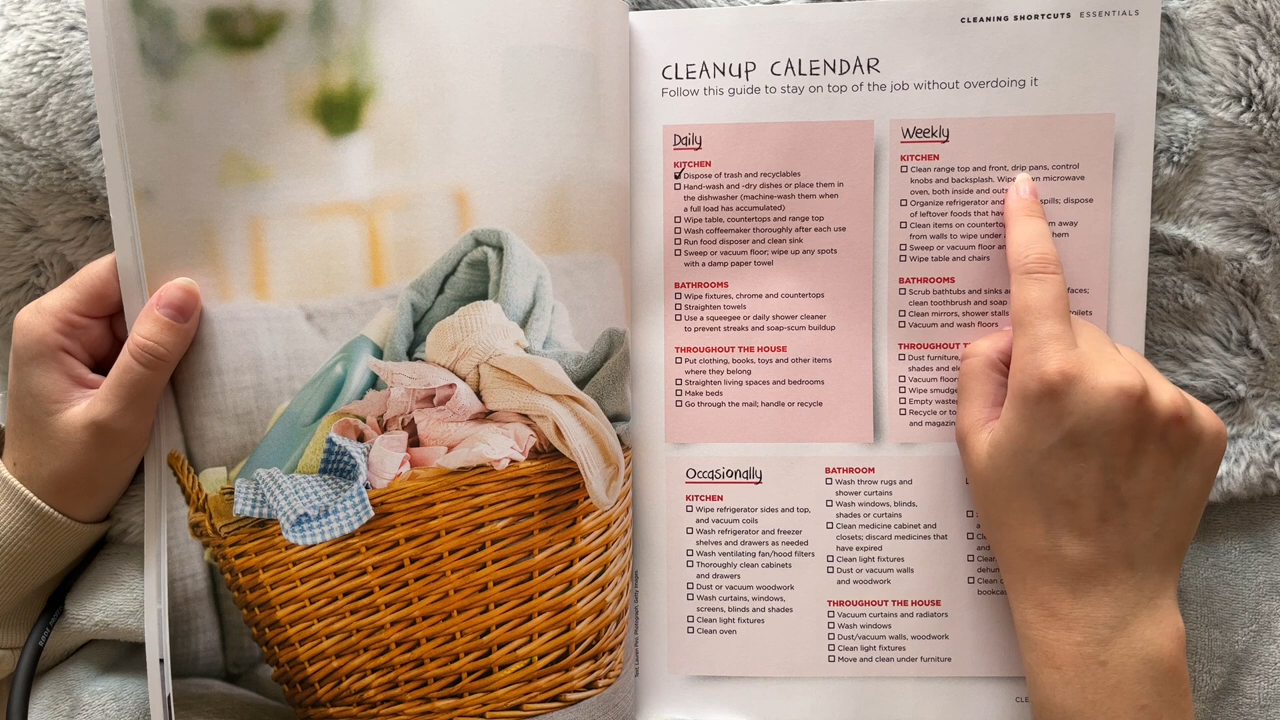 CLEANING SHORTCUTS ESSENTIALS
CLEANUP CALENDAR
Follow this guide to stay on top of the job without overdoing it
Daily
KITCHEN
Dispose of trash and recyclables
Hand-wash and -dry dishes or place them in
the dishwasher (machine-wash them when
a full load has accumulated)
Wipe table, countertops and range top
Wash coffeemaker thoroughly after each use
Run food disposer and clean sink
Sweep or vacuum floor; wipe up any spots
with a damp paper towel
BATHROOMS
Wipe fixtures, chrome and countertops
Straighten towels
Use a squeegee or daily shower cleaner
to prevent streaks and soap-scum buildup
THROUGHOUT THE HOUSE
Put clothing, books, toys and other items
where they belong
Straighten living spaces and bedrooms
Make beds
Go through the mail; handle or recycle
Weekly
KITCHEN
Clean range top and front, drip pans, control
knobs and backsplash. microwave
oven, both inside and
Organize refrigerator and spills; dispose
of leftover foods that
Clean items on away
from walls to wipe under them
Sweep or vacuum floor
Wipe table and chairs
BATHROOMS
Scrub bathtubs and sinks
clean toothbrush and soap
Clean mirrors, shower stalls
Vacuum and wash floors
THROUGHOUT
Dust furniture,
shades and
Vacuum
Wipe
Empty
Recycle or
and
Occasionally
KITCHEN
Wipe refrigerator sides and top,
and vacuum coils
Wash refrigerator and freezer
shelves and drawers as needed
Wash ventilating fan/hood filters
Thoroughly clean cabinets
and drawers
Dust or vacuum woodwork
Wash curtains, windows,
screens, blinds and shades
Clean light fixtures
Clean oven
BATHROOM
Wash throw rugs and
shower curtains
Wash windows, blinds,
shades or curtains
Clean medicine cabinet and
closets; discard medicines that
have expired
Clean light fixtures
Dust or vacuum walls
and woodwork
THROUGHOUT THE HOUSE
Vacuum curtains and radiators
Wash windows
Dust/vacuum walls, woodwork
Clean light fixtures
Move and clean under furniture
and
Text: Lauren Piro. Photograph: Getty Images